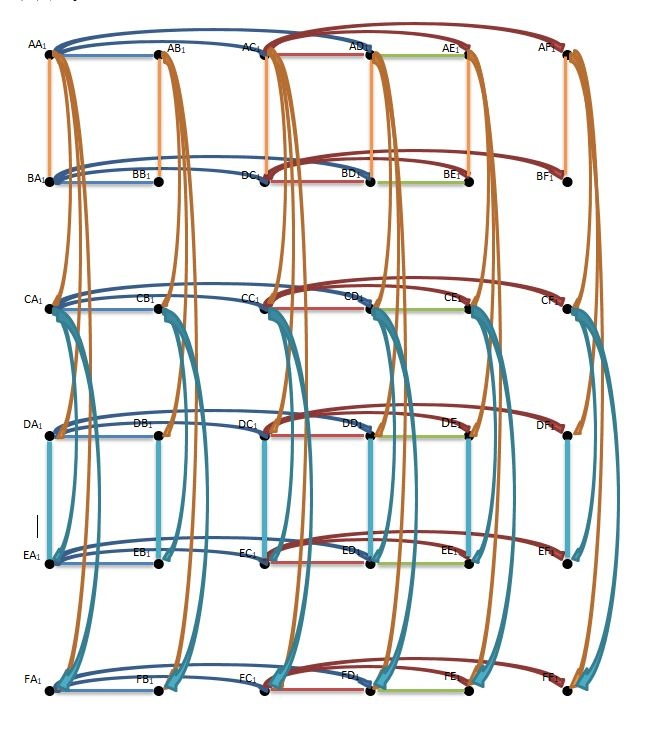 AA₁ AB₁ AC₁ AD₁ AE₁ AF₁
BA₁ BB₁ DC₁ BD₁ BE₁ BF₁
CA₁ CB₁ CC₁ CD₁ CE₁ CF₁
DA₁ DB₁ DC₁ DD₁ DE₁ DF₁
EA₁ EB₁ EC₁ ED₁ EE₁ EF₁
FA₁ FB₁ FC₁ FD₁ FE₁ FF₁